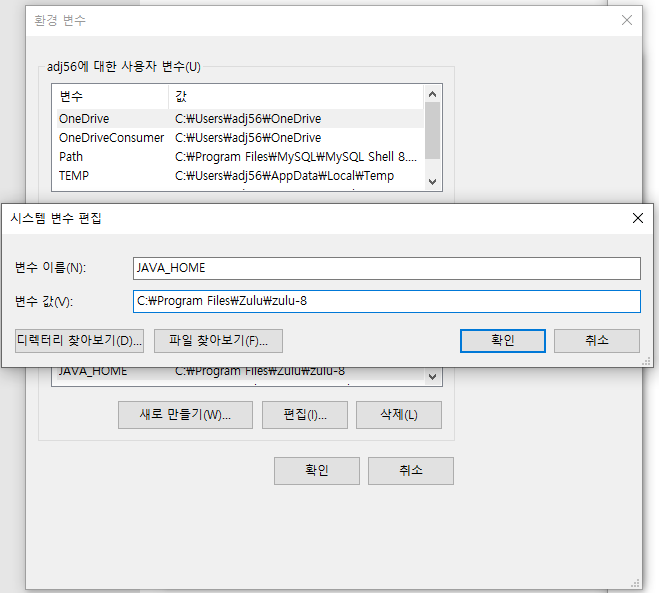 환경 변수
adj56에 대한 사용자 변수(U)
변수 값
OneDrive C:₩Users₩adj56₩OneDrive
OneDriveConsumer C:₩Users₩adj56₩OneDrive
Path C:₩Program Files₩MySQL₩MySQL Shell 8....
TEMP C:₩Users₩adj56₩AppData₩Local₩Temp
시스템 변수 편집
변수 이름(N): JAVA_HOME
변수 값(V): C:₩Program Files₩Zulu₩zulu-8
디렉터리 찾아보기(D)... 파일 찾아보기(F)... 확인 취소
JAVA_HOME C:₩Program Files₩Zulu₩zulu-8
새로 만들기(W)... 편집(I)... 삭제(L)
확인 취소